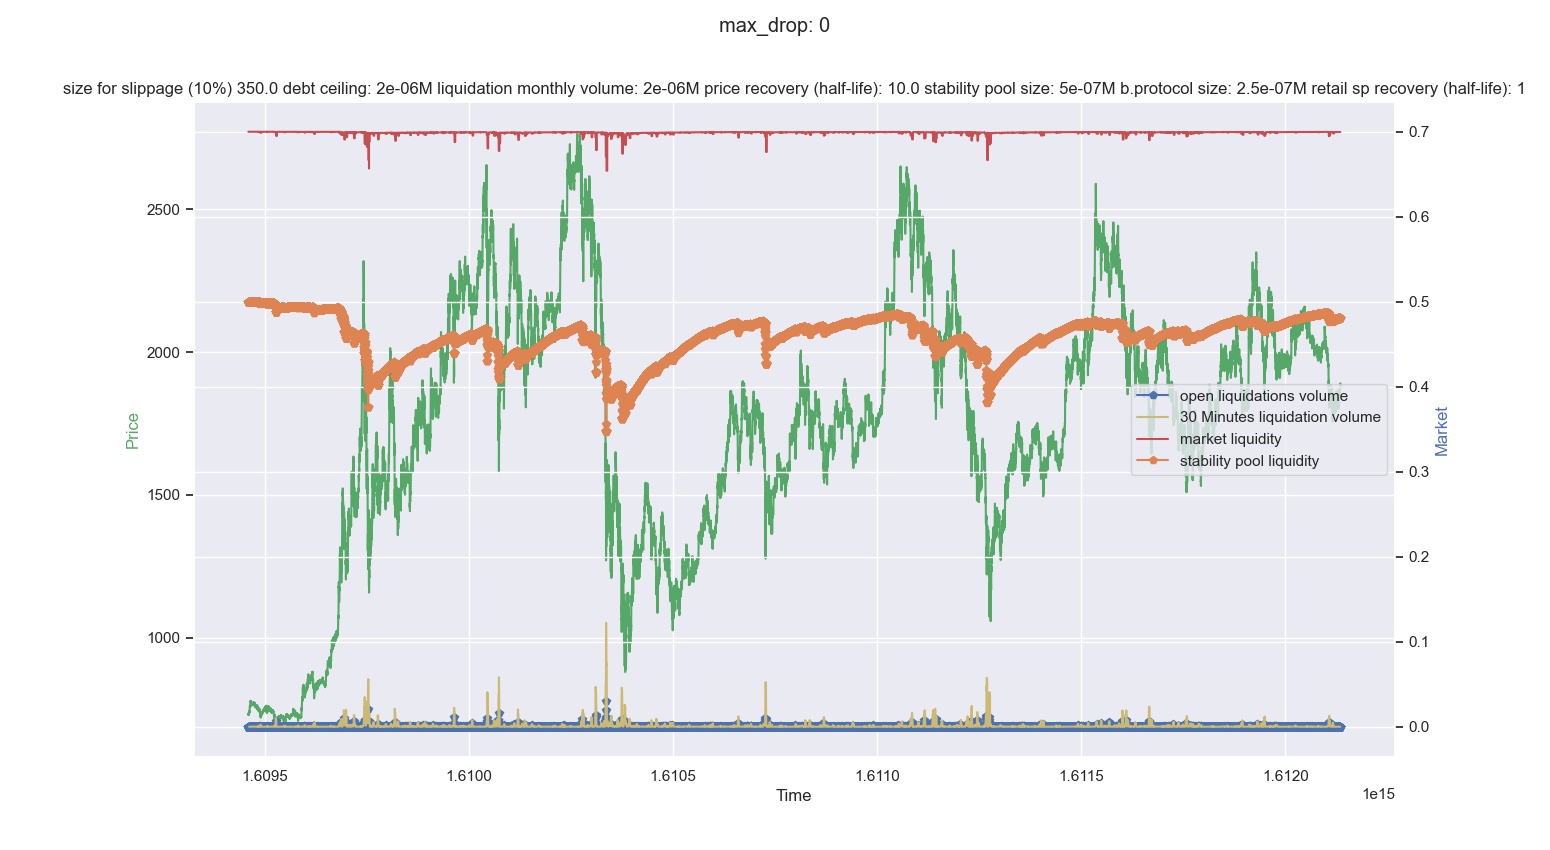 max_drop: 0
size for slippage (10%) 350.0 debt ceiling: 2e-06M liquidation monthly volume: 2e-06M price recovery (half-life): 10.0 stability pool size: 5e-07M b.protocol size: 2.5e-07M retail sp recovery (half-life): 1
2500
2000
1500
1000
Price
0.7
0.6
0.5
0.4
0.3
0.2
0.1
0.0
Market
open liquidations volume
30 Minutes liquidation volume
market liquidity
stability pool liquidity
1.6095 1.6100 1.6105 1.6110 1.6115 1.6120
1e15
Time